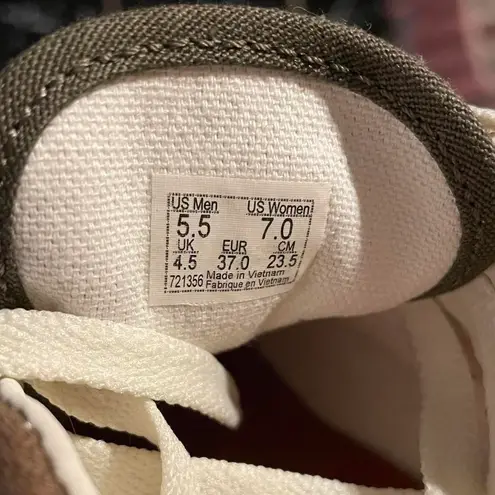 US Men US Women
5.5 7.0
UK EUR CM
4.5 37.0 23.5
721356 Made in Vietnam
Fabrique en Vietnam